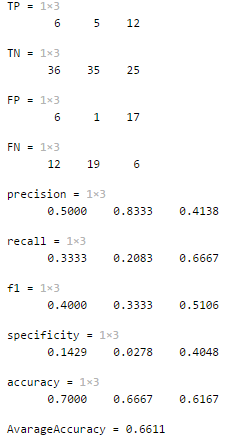 TP = 1×3
6 5 12
TN = 1×3
36 35 25
FP = 1×3
6 1 17
FN = 1×3
12 19 6
precision = 1×3
0.5000 0.8333 0.4138
recall = 1×3
0.3333 0.2083 0.6667
f1 = 1×3
0.4000 0.3333 0.5106
specificity = 1×3
0.1429 0.0278 0.4048
accuracy = 1×3
0.7000 0.6667 0.6167
AvarageAccuracy = 0.6611